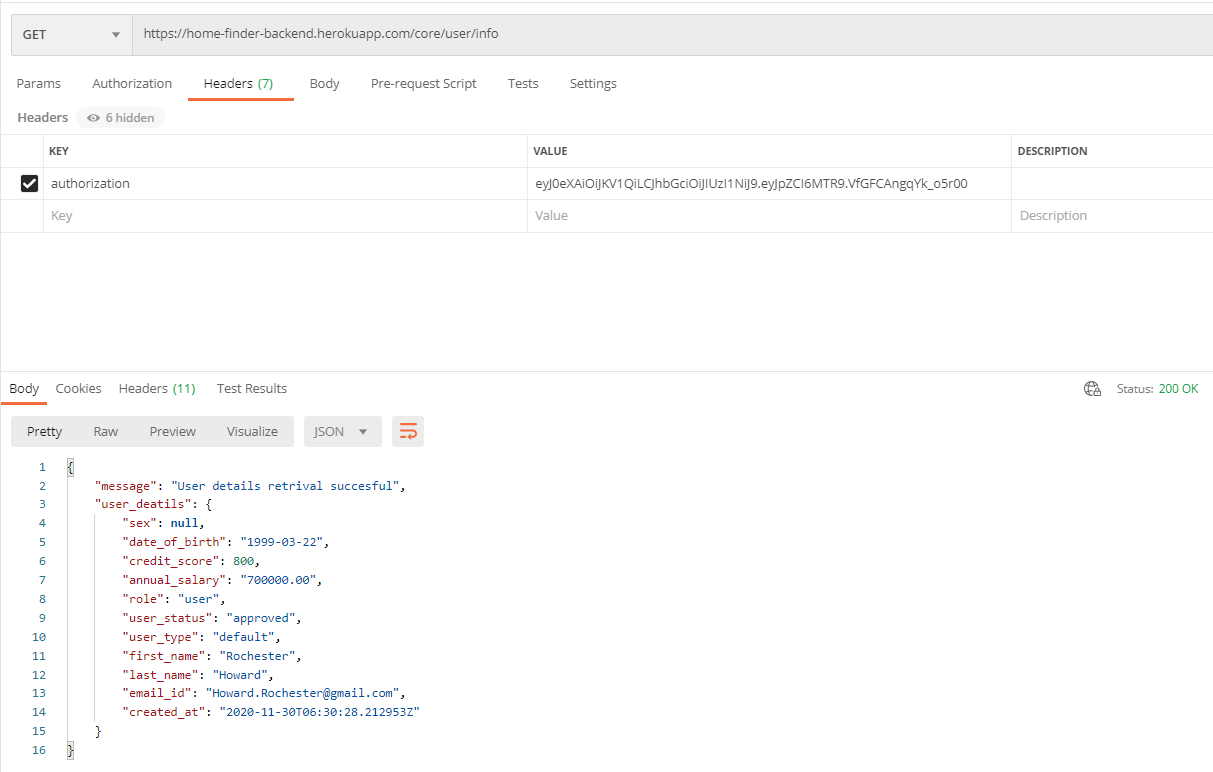 GET https://home-finder-backend.herokuapp.com/core/user/info
Params Authorization Headers (7) Body Pre-request Script Tests Settings
Headers 6 hidden
KEY VALUE DESCRIPTION
authorization eyJ0eXAiOiJKV1QiLCJhbGciOiJIUzI1NiJ9.eyJpZCI6MTR9.VfGFCAngqYk_o5r00
Key Value Description
Body Cookies Headers (11) Test Results Status: 200 OK
Pretty Raw Preview Visualize JSON
1 {
2 "message": "User details retrival succesful",
3 "user_deatils": {
4 "sex": null,
5 "date_of_birth": "1999-03-22",
6 "credit_score": 800,
7 "annual_salary": "700000.00",
8 "role": "user",
9 "user_status": "approved",
10 "user_type": "default",
11 "first_name": "Rochester",
12 "last_name": "Howard",
13 "email_id": "Howard.Rochester@gmail.com",
14 "created_at": "2020-11-30T06:30:28.212953Z"
15 }
16 }